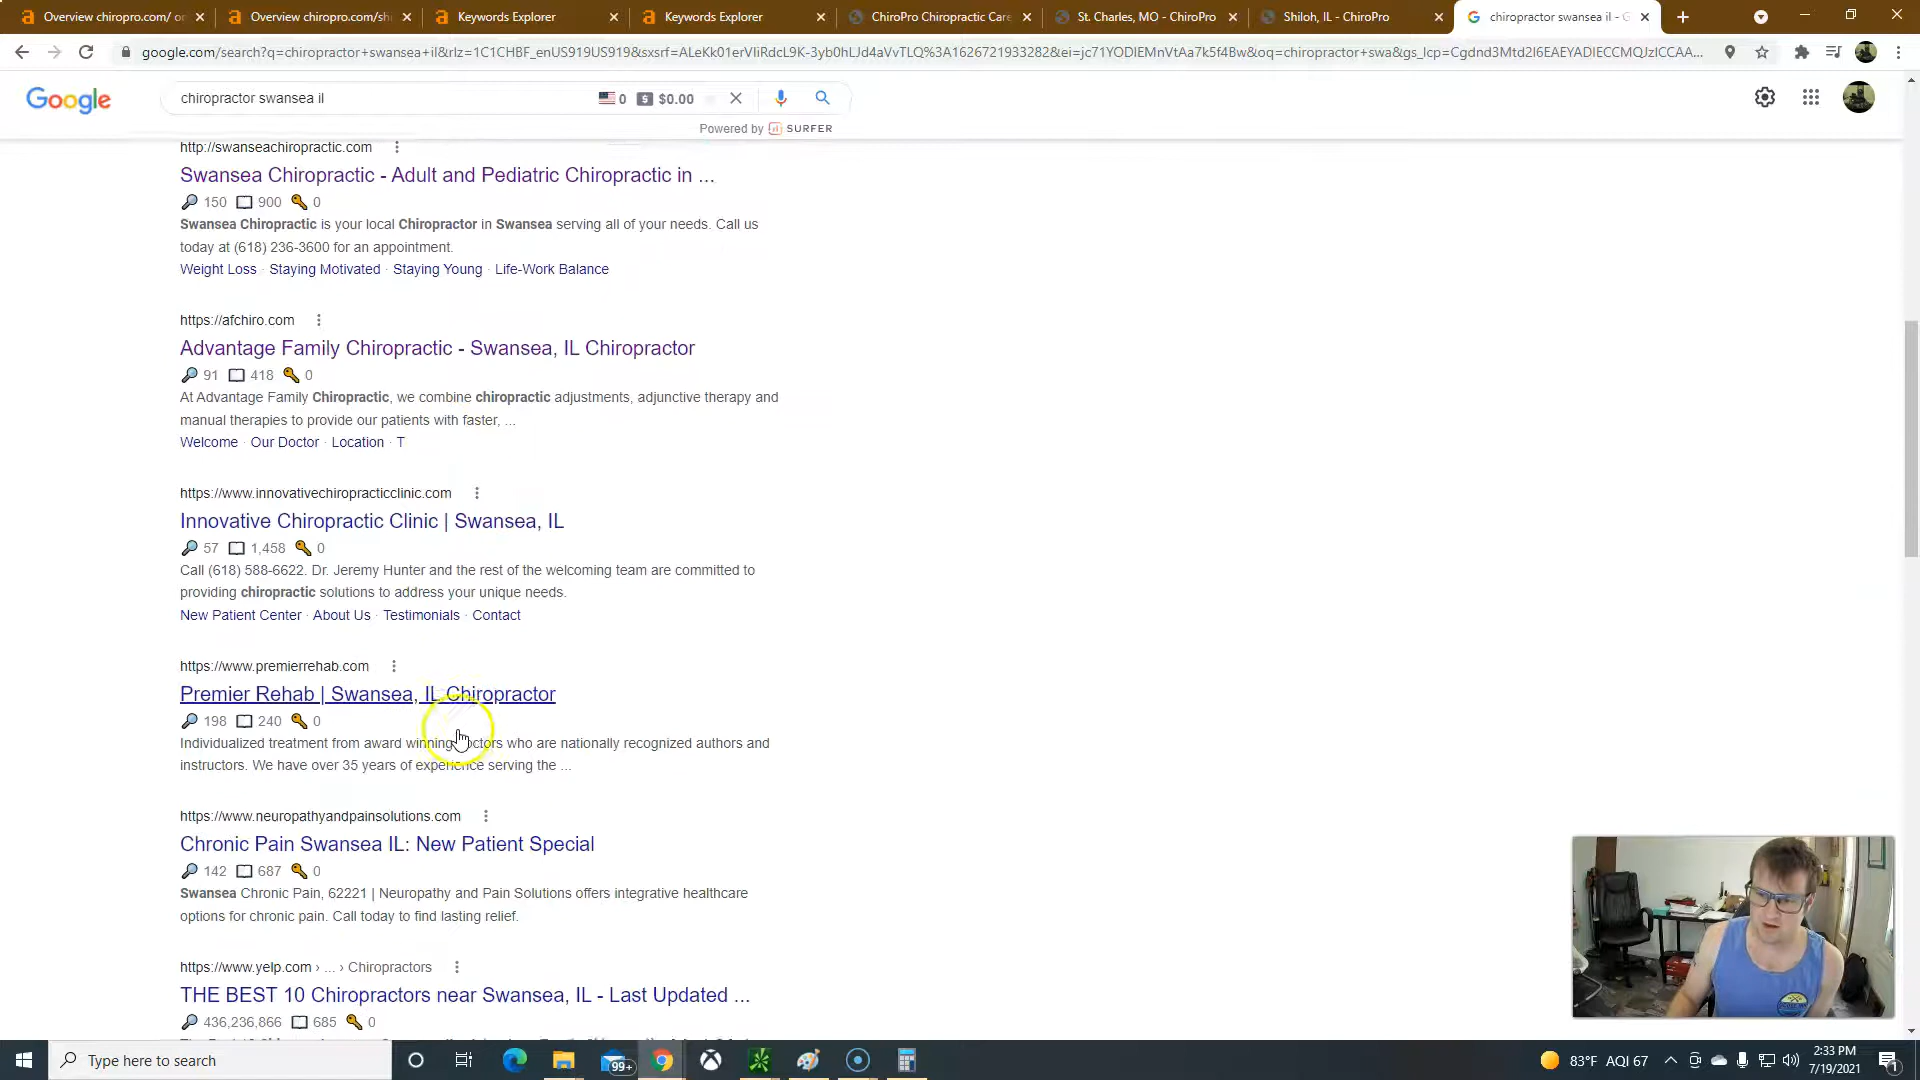 Overview chiropro.com/ or
Overview chiropro.com/sh
Keywords Explorer
Keywords Explorer
ChiroPro Chiropractic Care
St. Charles, MO - ChiroPro
Shiloh, IL - ChiroPro
chiropractor swansea il - G
google.com/search?q=chiropractor+swansea+il&rlz=1C1CHBF_enUS919US919&sxsrf=ALeKk01erVIiRdcL9K-3yb0hLJd4aVvTLQ%3A1626721933282&ei=jc71YODIEMnVtAa7k5f4Bw&oq=chiropractor+swa&gs_lcp=Cgdnd3Mtd2l6EAEYADIECCMQJzICCAA...
Google
chiropractor swansea il
0
$
$0.00
Powered by SURFER
http://swanseachiropractic.com
Swansea Chiropractic - Adult and Pediatric Chiropractic in ...
150 900 0
Swansea Chiropractic is your local Chiropractor in Swansea serving all of your needs. Call us
today at (618) 236-3600 for an appointment.
Weight Loss · Staying Motivated · Staying Young · Life-Work Balance
https://afchiro.com
Advantage Family Chiropractic - Swansea, IL Chiropractor
91 418 0
At Advantage Family Chiropractic, we combine chiropractic adjustments, adjunctive therapy and
manual therapies to provide our patients with faster, ...
Welcome · Our Doctor · Location · T
https://www.innovativechiropracticclinic.com
Innovative Chiropractic Clinic | Swansea, IL
57 1,458 0
Call (618) 588-6622. Dr. Jeremy Hunter and the rest of the welcoming team are committed to
providing chiropractic solutions to address your unique needs.
New Patient Center · About Us · Testimonials · Contact
https://www.premierrehab.com
Premier Rehab | Swansea, IL Chiropractor
198 240 0
Individualized treatment from award winning doctors who are nationally recognized authors and
instructors. We have over 35 years of experience serving the ...
https://www.neuropathyandpainsolutions.com
Chronic Pain Swansea IL: New Patient Special
142 687 0
Swansea Chronic Pain, 62221 | Neuropathy and Pain Solutions offers integrative healthcare
options for chronic pain. Call today to find lasting relief.
https://www.yelp.com › ... › Chiropractors
THE BEST 10 Chiropractors near Swansea, IL - Last Updated ...
436,236,866 685 0
Type here to search
99+
83°F AQI 67
2:33 PM
7/19/2021
1